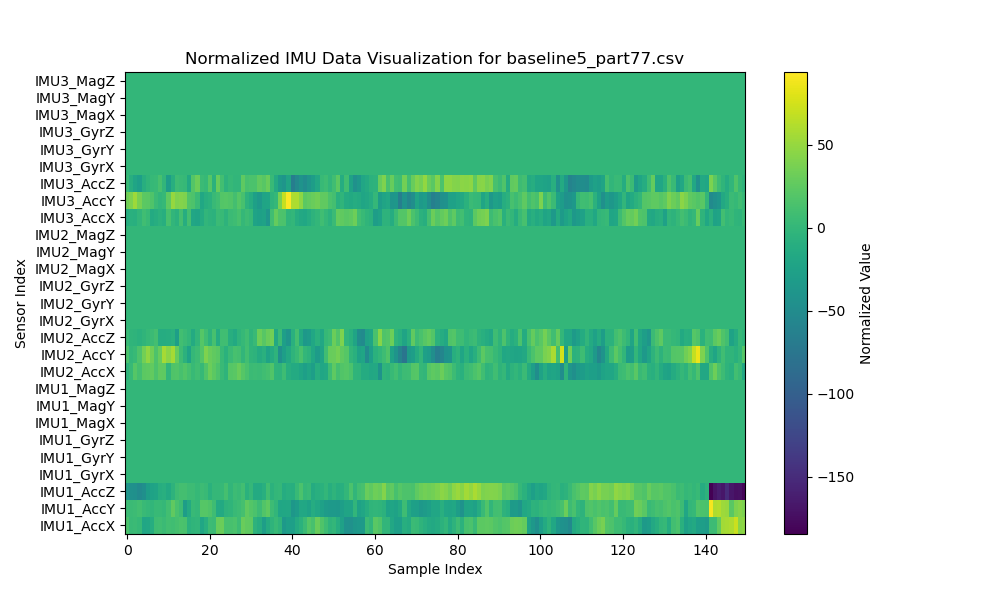 Normalized IMU Data Visualization for baseline5_part77.csv
IMU3_MagZ
IMU3_MagY
IMU3_MagX
IMU3_GyrZ
IMU3_GyrY
IMU3_GyrX
IMU3_AccZ
IMU3_AccY
IMU3_AccX
IMU2_MagZ
IMU2_MagY
IMU2_MagX
IMU2_GyrZ
IMU2_GyrY
IMU2_GyrX
IMU2_AccZ
IMU2_AccY
IMU2_AccX
IMU1_MagZ
IMU1_MagY
IMU1_MagX
IMU1_GyrZ
IMU1_GyrY
IMU1_GyrX
IMU1_AccZ
IMU1_AccY
IMU1_AccX
Sensor Index
0 20 40 60 80 100 120 140
Sample Index
50
0
−50
−100
−150
Normalized Value